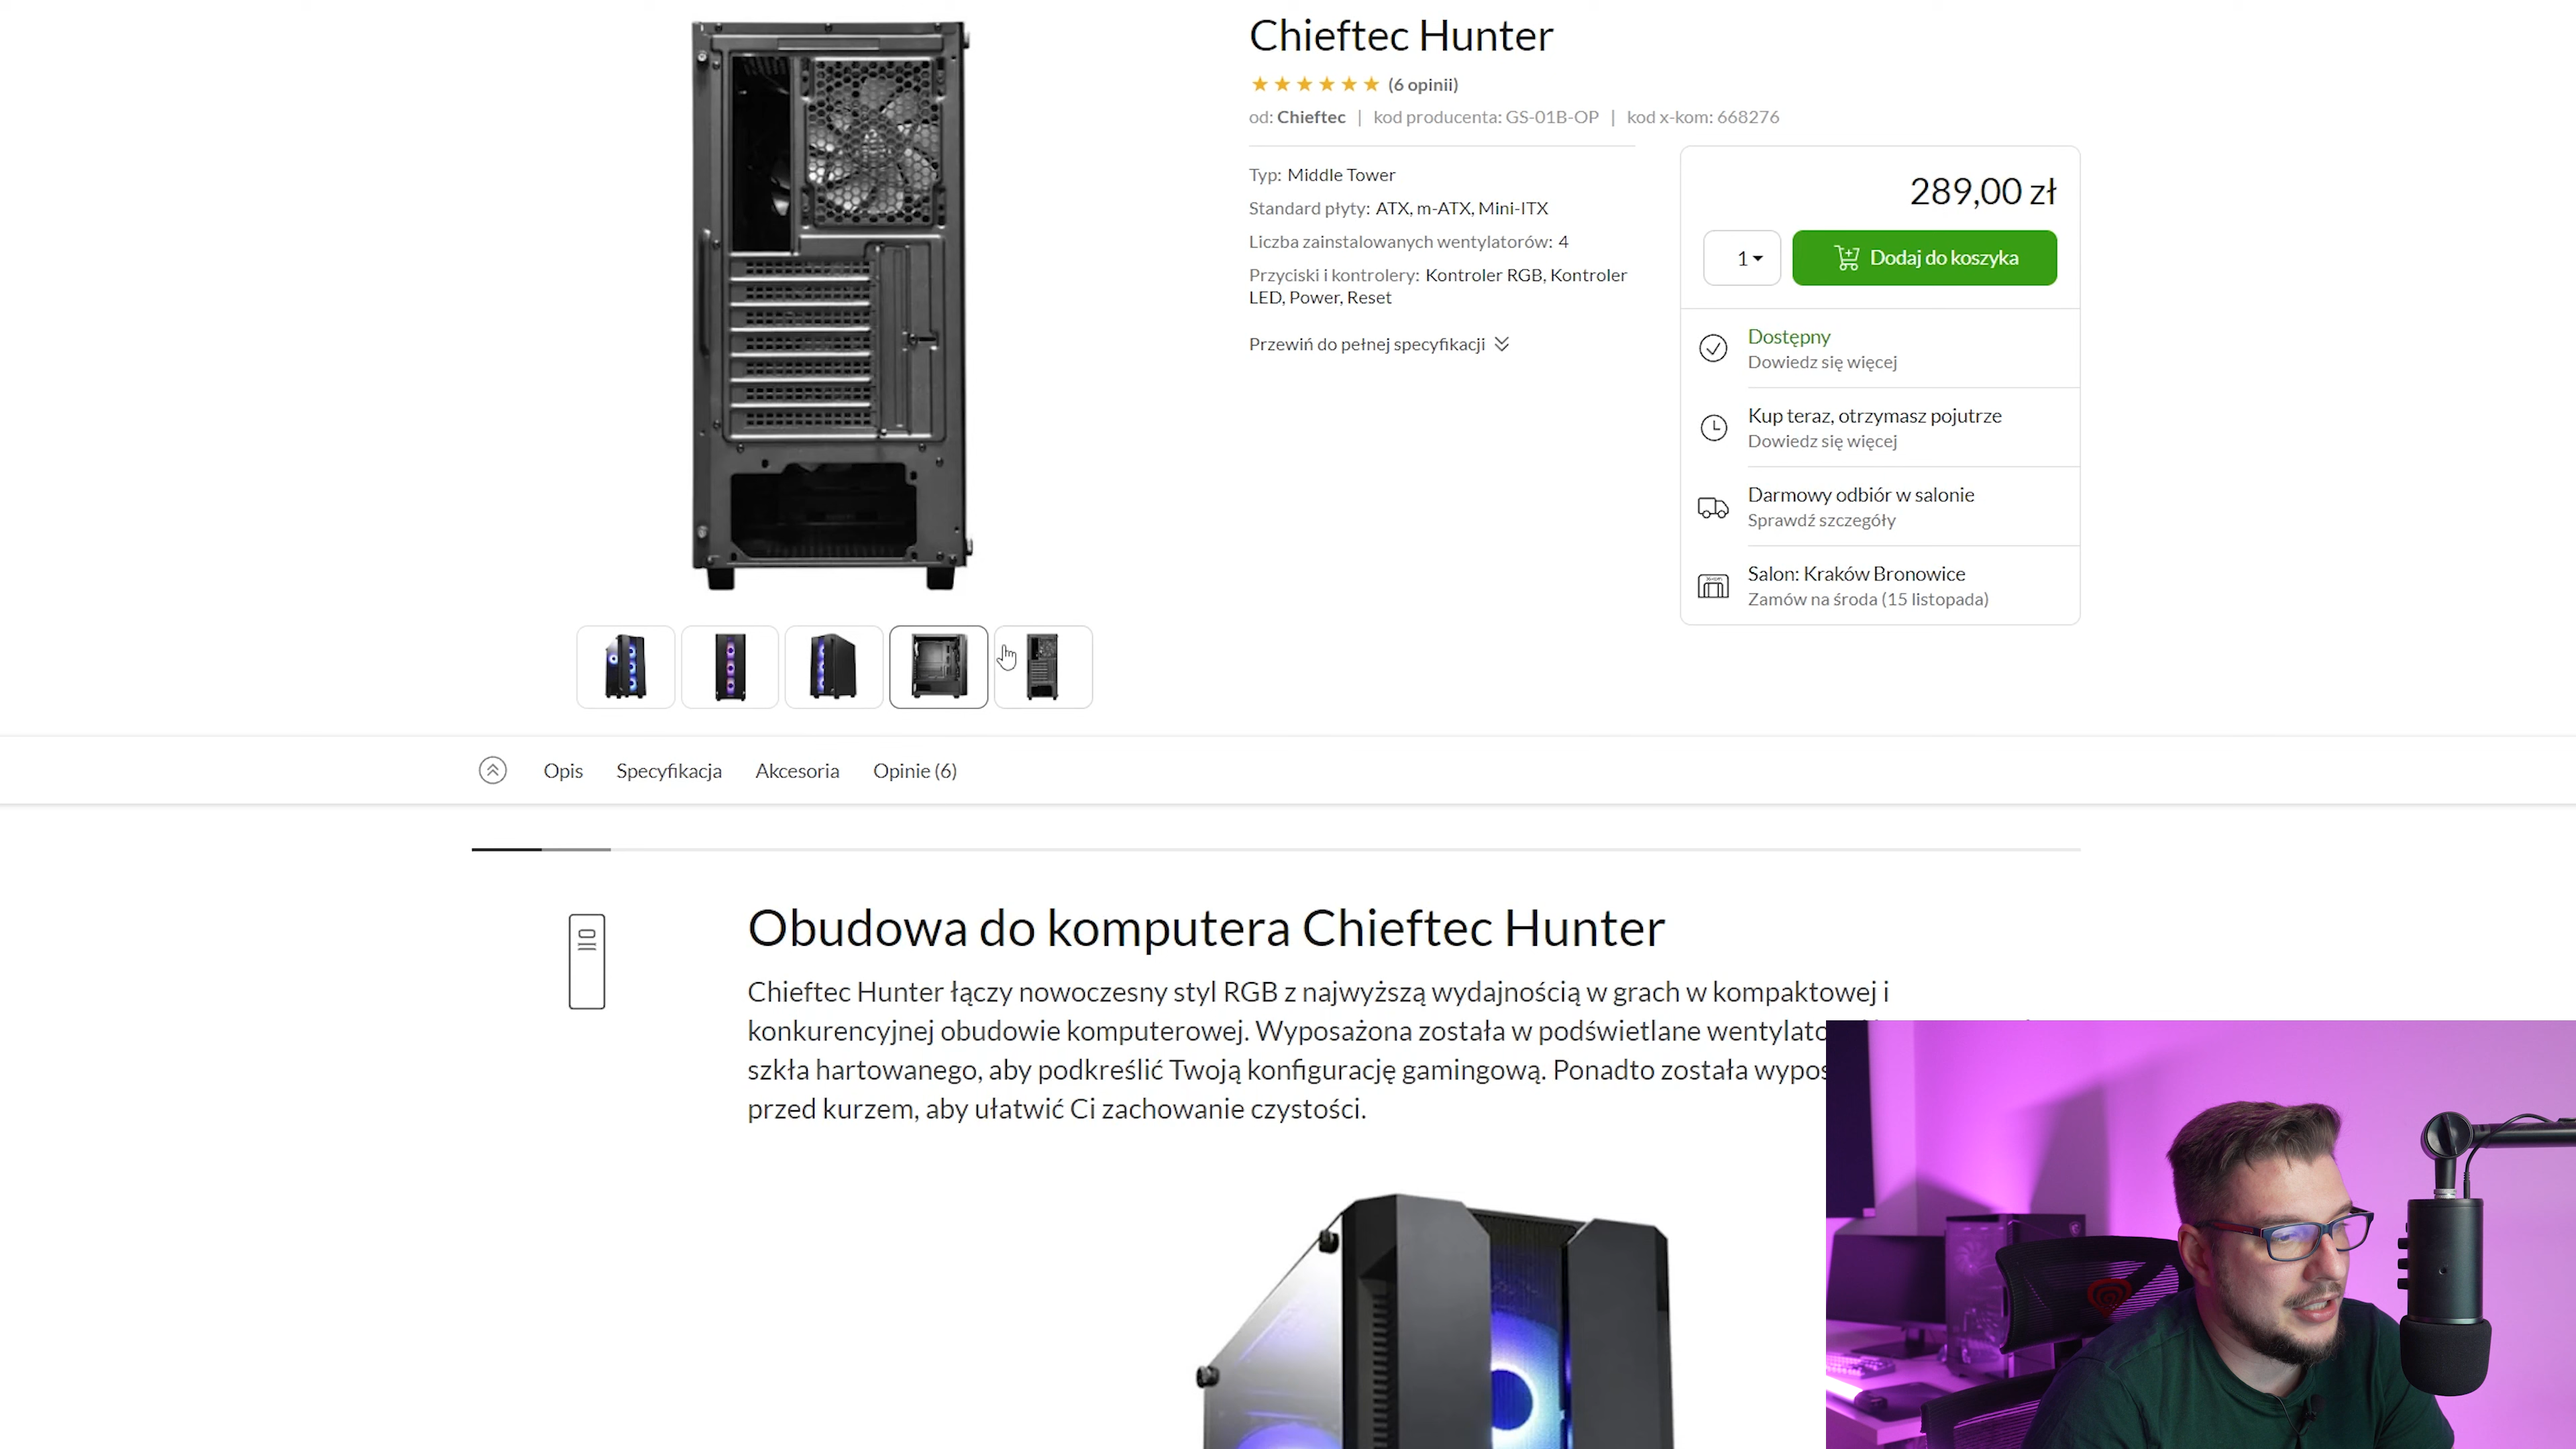 Chieftec Hunter
(6 opinii)
od: Chieftec | kod producenta: GS-01B-OP | kod x-kom: 668276
Typ: Middle Tower
Standard płyty: ATX, m-ATX, Mini-ITX
Liczba zainstalowanych wentylatorów: 4
Przyciski i kontrolery: Kontroler RGB, Kontroler
LED, Power, Reset
Przewiń do pełnej specyfikacji
289,00 zł
1
Dodaj do koszyka
Dostępny
Dowiedz się więcej
Kup teraz, otrzymasz pojutrze
Dowiedz się więcej
Darmowy odbiór w salonie
Sprawdź szczegóły
Salon: Kraków Bronowice
Zamów na środa (15 listopada)
Opis
Specyfikacja
Akcesoria
Opinie (6)
Obudowa do komputera Chieftec Hunter
Chieftec Hunter łączy nowoczesny styl RGB z najwyższą wydajnością w grach w kompaktowej i
konkurencyjnej obudowie komputerowej. Wyposażona została w podświetlane
szkła hartowanego, aby podkreślić Twoją konfigurację gamingową. Ponadto została
przed kurzem, aby ułatwić Ci zachowanie czystości.